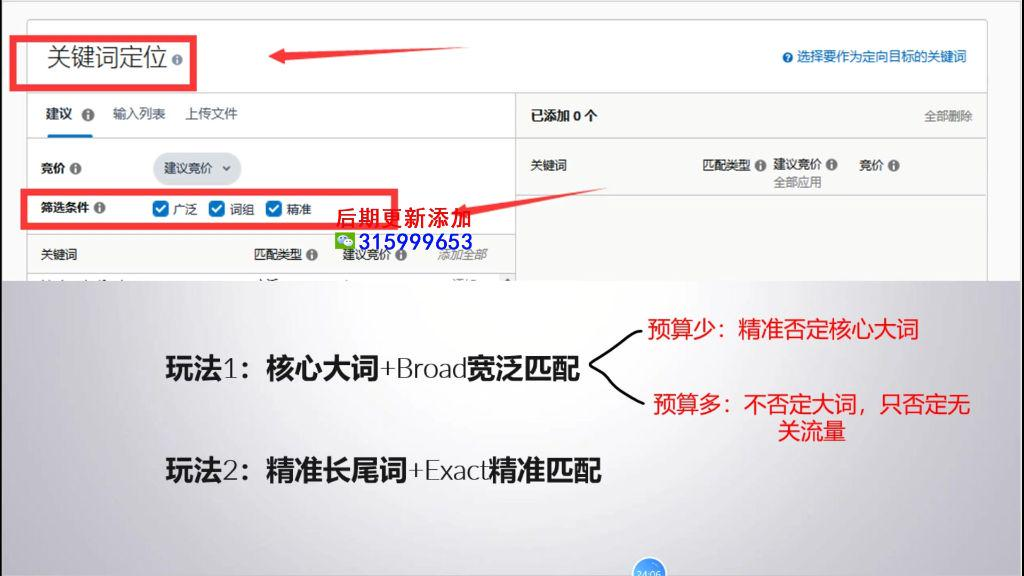 关键词定位
选择要作为定向目标的关键词
建议 输入列表 上传文件
已添加 0 个 全部删除
竞价 建议竞价
关键词 匹配类型 建议竞价 竞价
全部应用
筛选条件 广泛 词组 精准
后期更新添加
315999653
关键词 匹配类型 建议竞价 添加全部
玩法1：核心大词+Broad宽泛匹配
预算少：精准否定核心大词
预算多：不否定大词，只否定无
关流量
玩法2：精准长尾词+Exact精准匹配
24:06